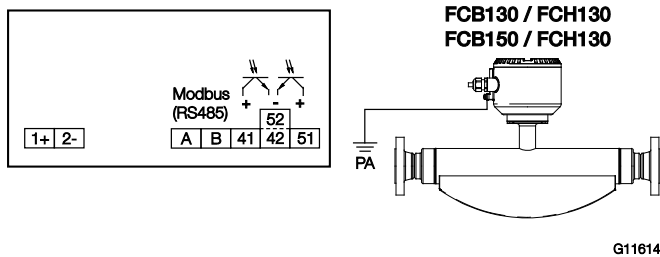 FCB130 / FCH130
FCB150 / FCH130
Modbus
(RS485)
+ - +
52
1+ 2- A B 41 42 51
PA
G11614